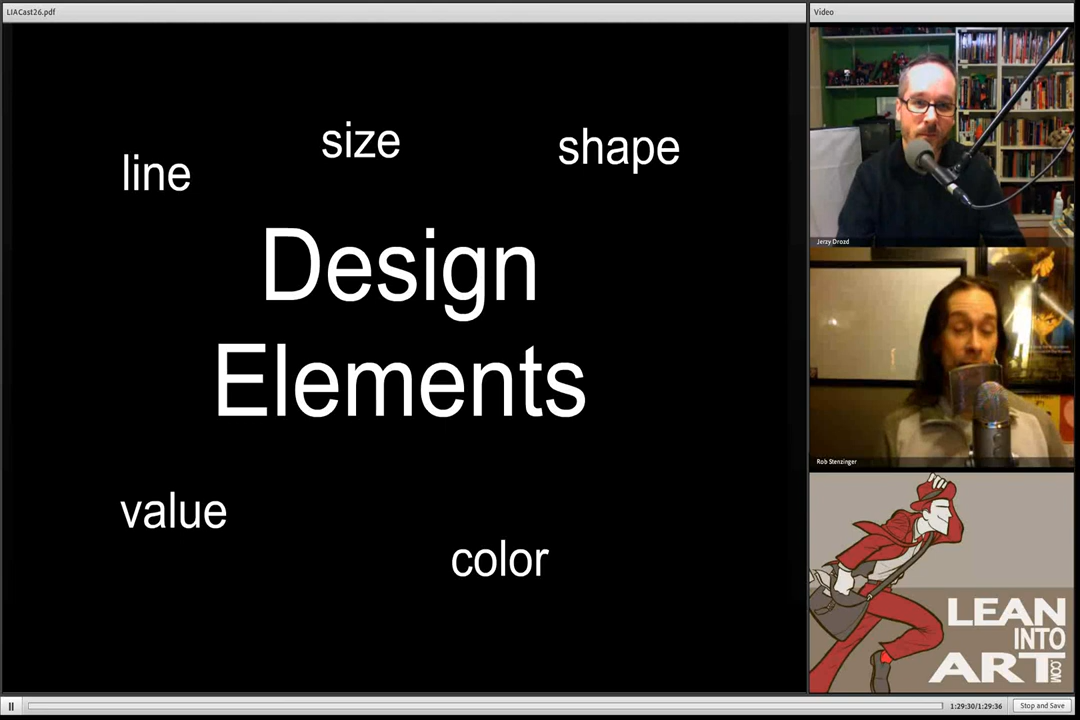 LIACast26.pdf
Video
line
size
shape
Design
Elements
value
color
Jerzy Drozd
Rob Stenzinger
LEAN
INTO
ART
.COM
1:29:30/1:29:36
Stop and Save